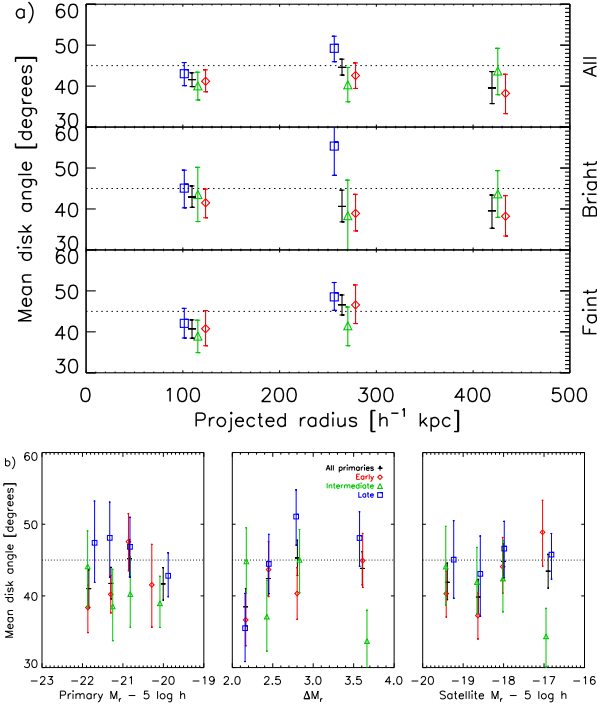 a)
60
50
40
30
All
50
40
30
Bright
50
40
30
Faint
Mean disk angle [degrees]
0 100 200 300 400 500
Projected radius [h⁻¹ kpc]
b)
60
50
40
30
Mean disk angle [degrees]
All primaries
Early
Intermediate
Late
-23 -22 -21 -20 -19
Primary Mr - 5 log h
2.0 2.5 3.0 3.5 4.0
ΔMr
-20 -19 -18 -17 -16
Satellite Mr - 5 log h